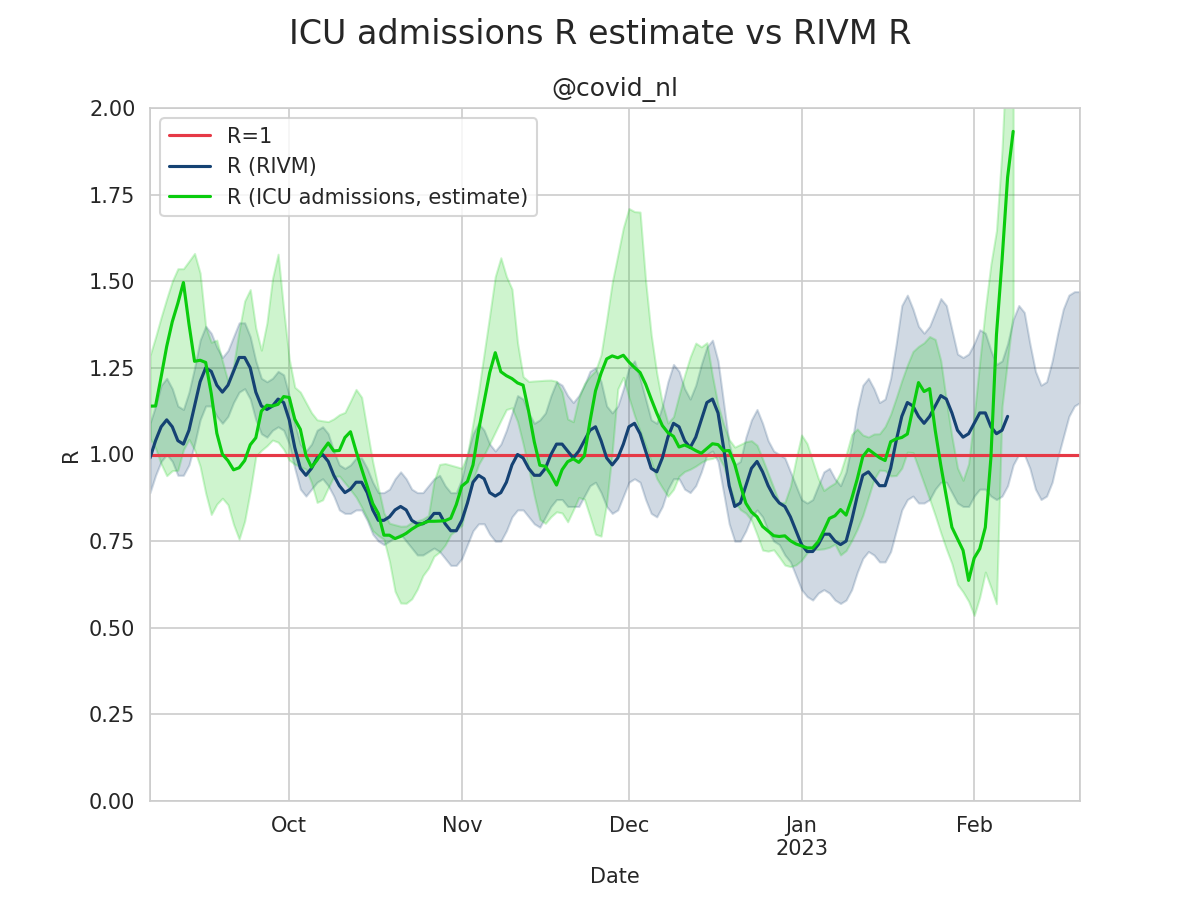 ICU admissions R estimate vs RIVM R
@covid_nl
2.00
1.75
1.50
1.25
1.00
0.75
0.50
0.25
0.00
R
R=1
R (RIVM)
R (ICU admissions, estimate)
Oct
Nov
Dec
Jan
2023
Feb
Date